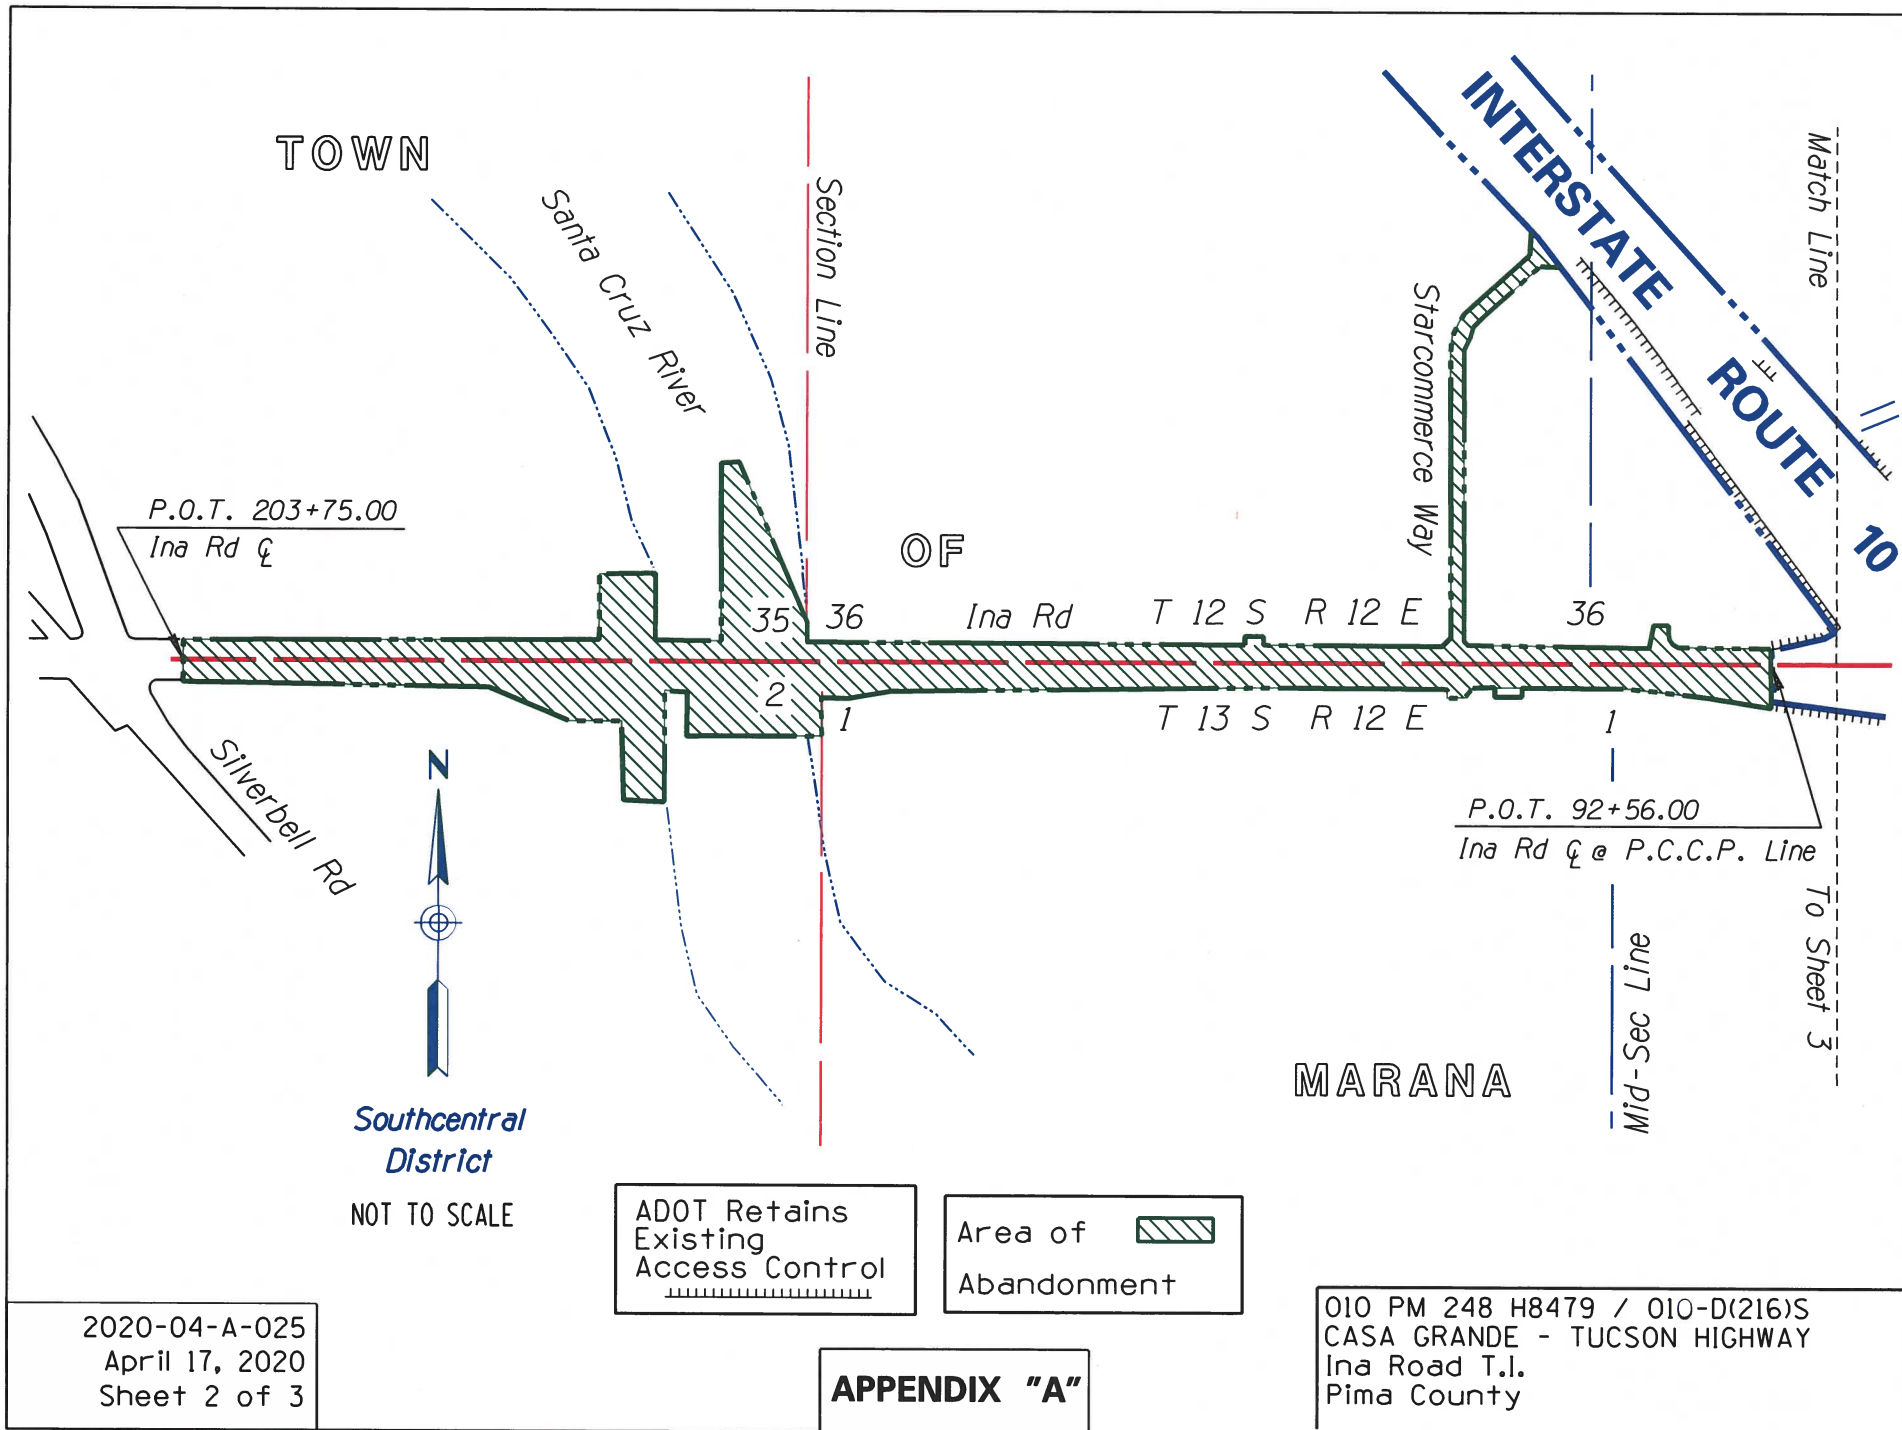 TOWN
Santa Cruz River
Section Line
INTERSTATE
ROUTE 10
Match Line
Starcommerce Way
P.O.T. 203+75.00
Ina Rd ℄
OF
35
36
Ina Rd
T 12 S R 12 E
36
2
1
T 13 S R 12 E
1
Silverbell Rd
N
P.O.T. 92+56.00
Ina Rd ℄ @ P.C.C.P. Line
To Sheet 3
Mid-Sec Line
MARANA
Southcentral
District
NOT TO SCALE
ADOT Retains
Existing
Access Control
Area of
Abandonment
2020-04-A-025
April 17, 2020
Sheet 2 of 3
APPENDIX "A"
010 PM 248 H8479 / 010-D(216)S
CASA GRANDE - TUCSON HIGHWAY
Ina Road T.I.
Pima County